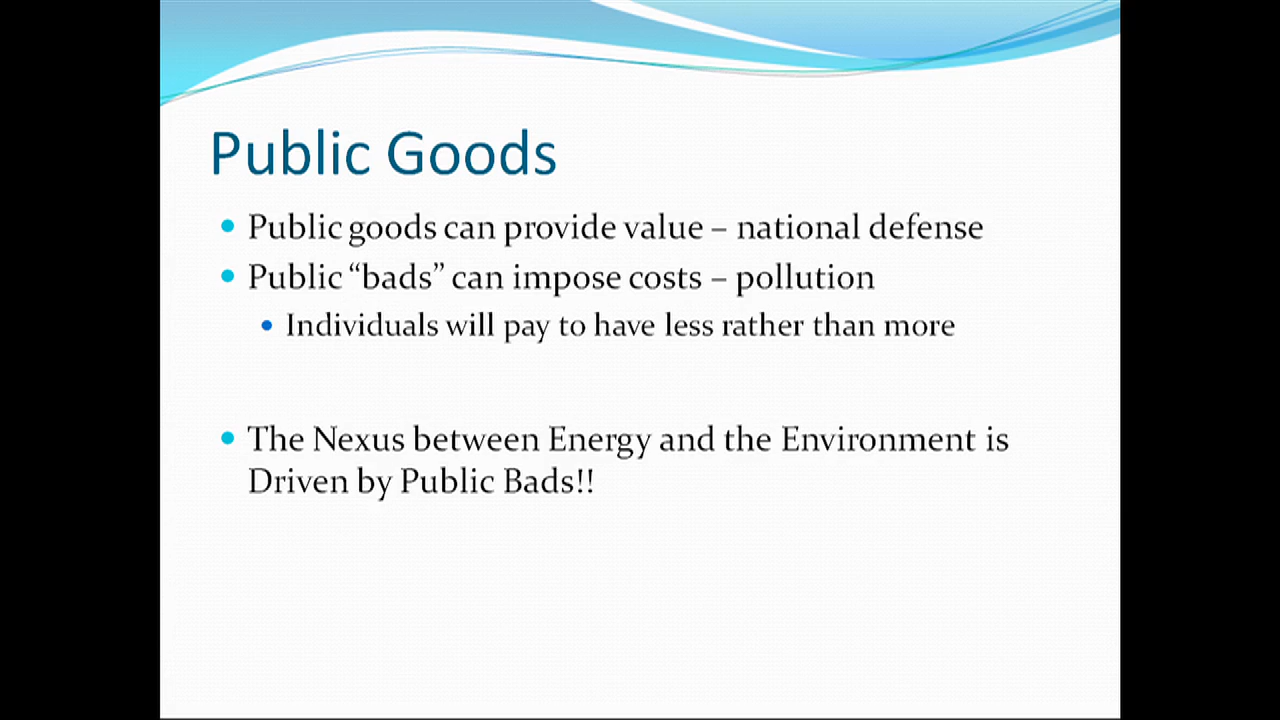 Public Goods
Public goods can provide value – national defense
Public “bads” can impose costs – pollution
Individuals will pay to have less rather than more
The Nexus between Energy and the Environment is
Driven by Public Bads!!